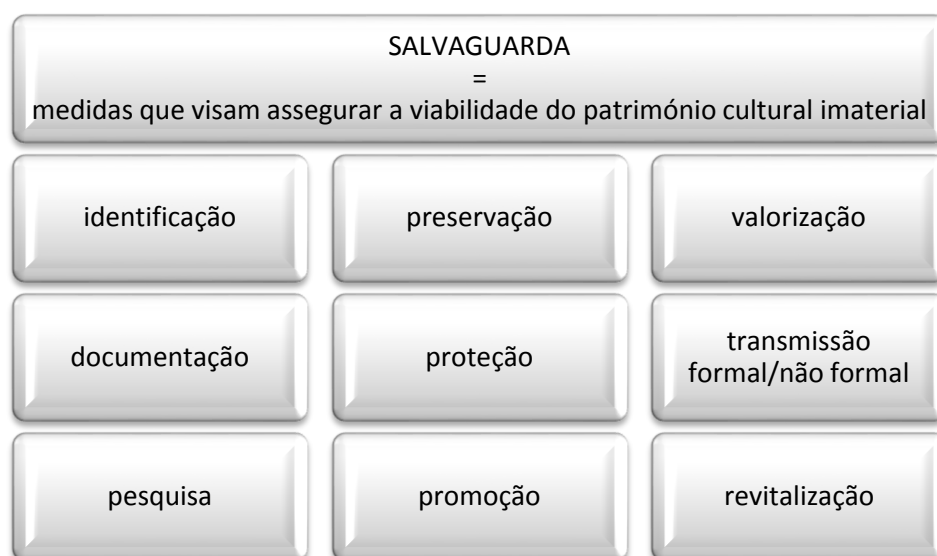 SALVAGUARDA
=
medidas que visam assegurar a viabilidade do património cultural imaterial
identificação
preservação
valorização
documentação
proteção
transmissão
formal/não formal
pesquisa
promoção
revitalização